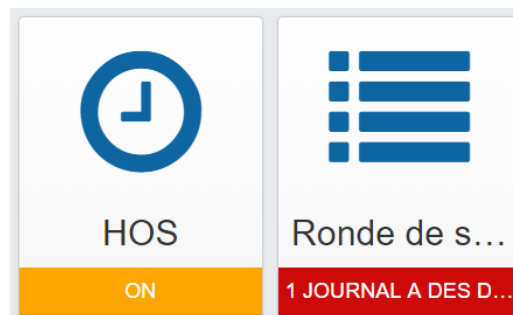 HOS
Ronde de s...
ON
1 JOURNAL A DES D...